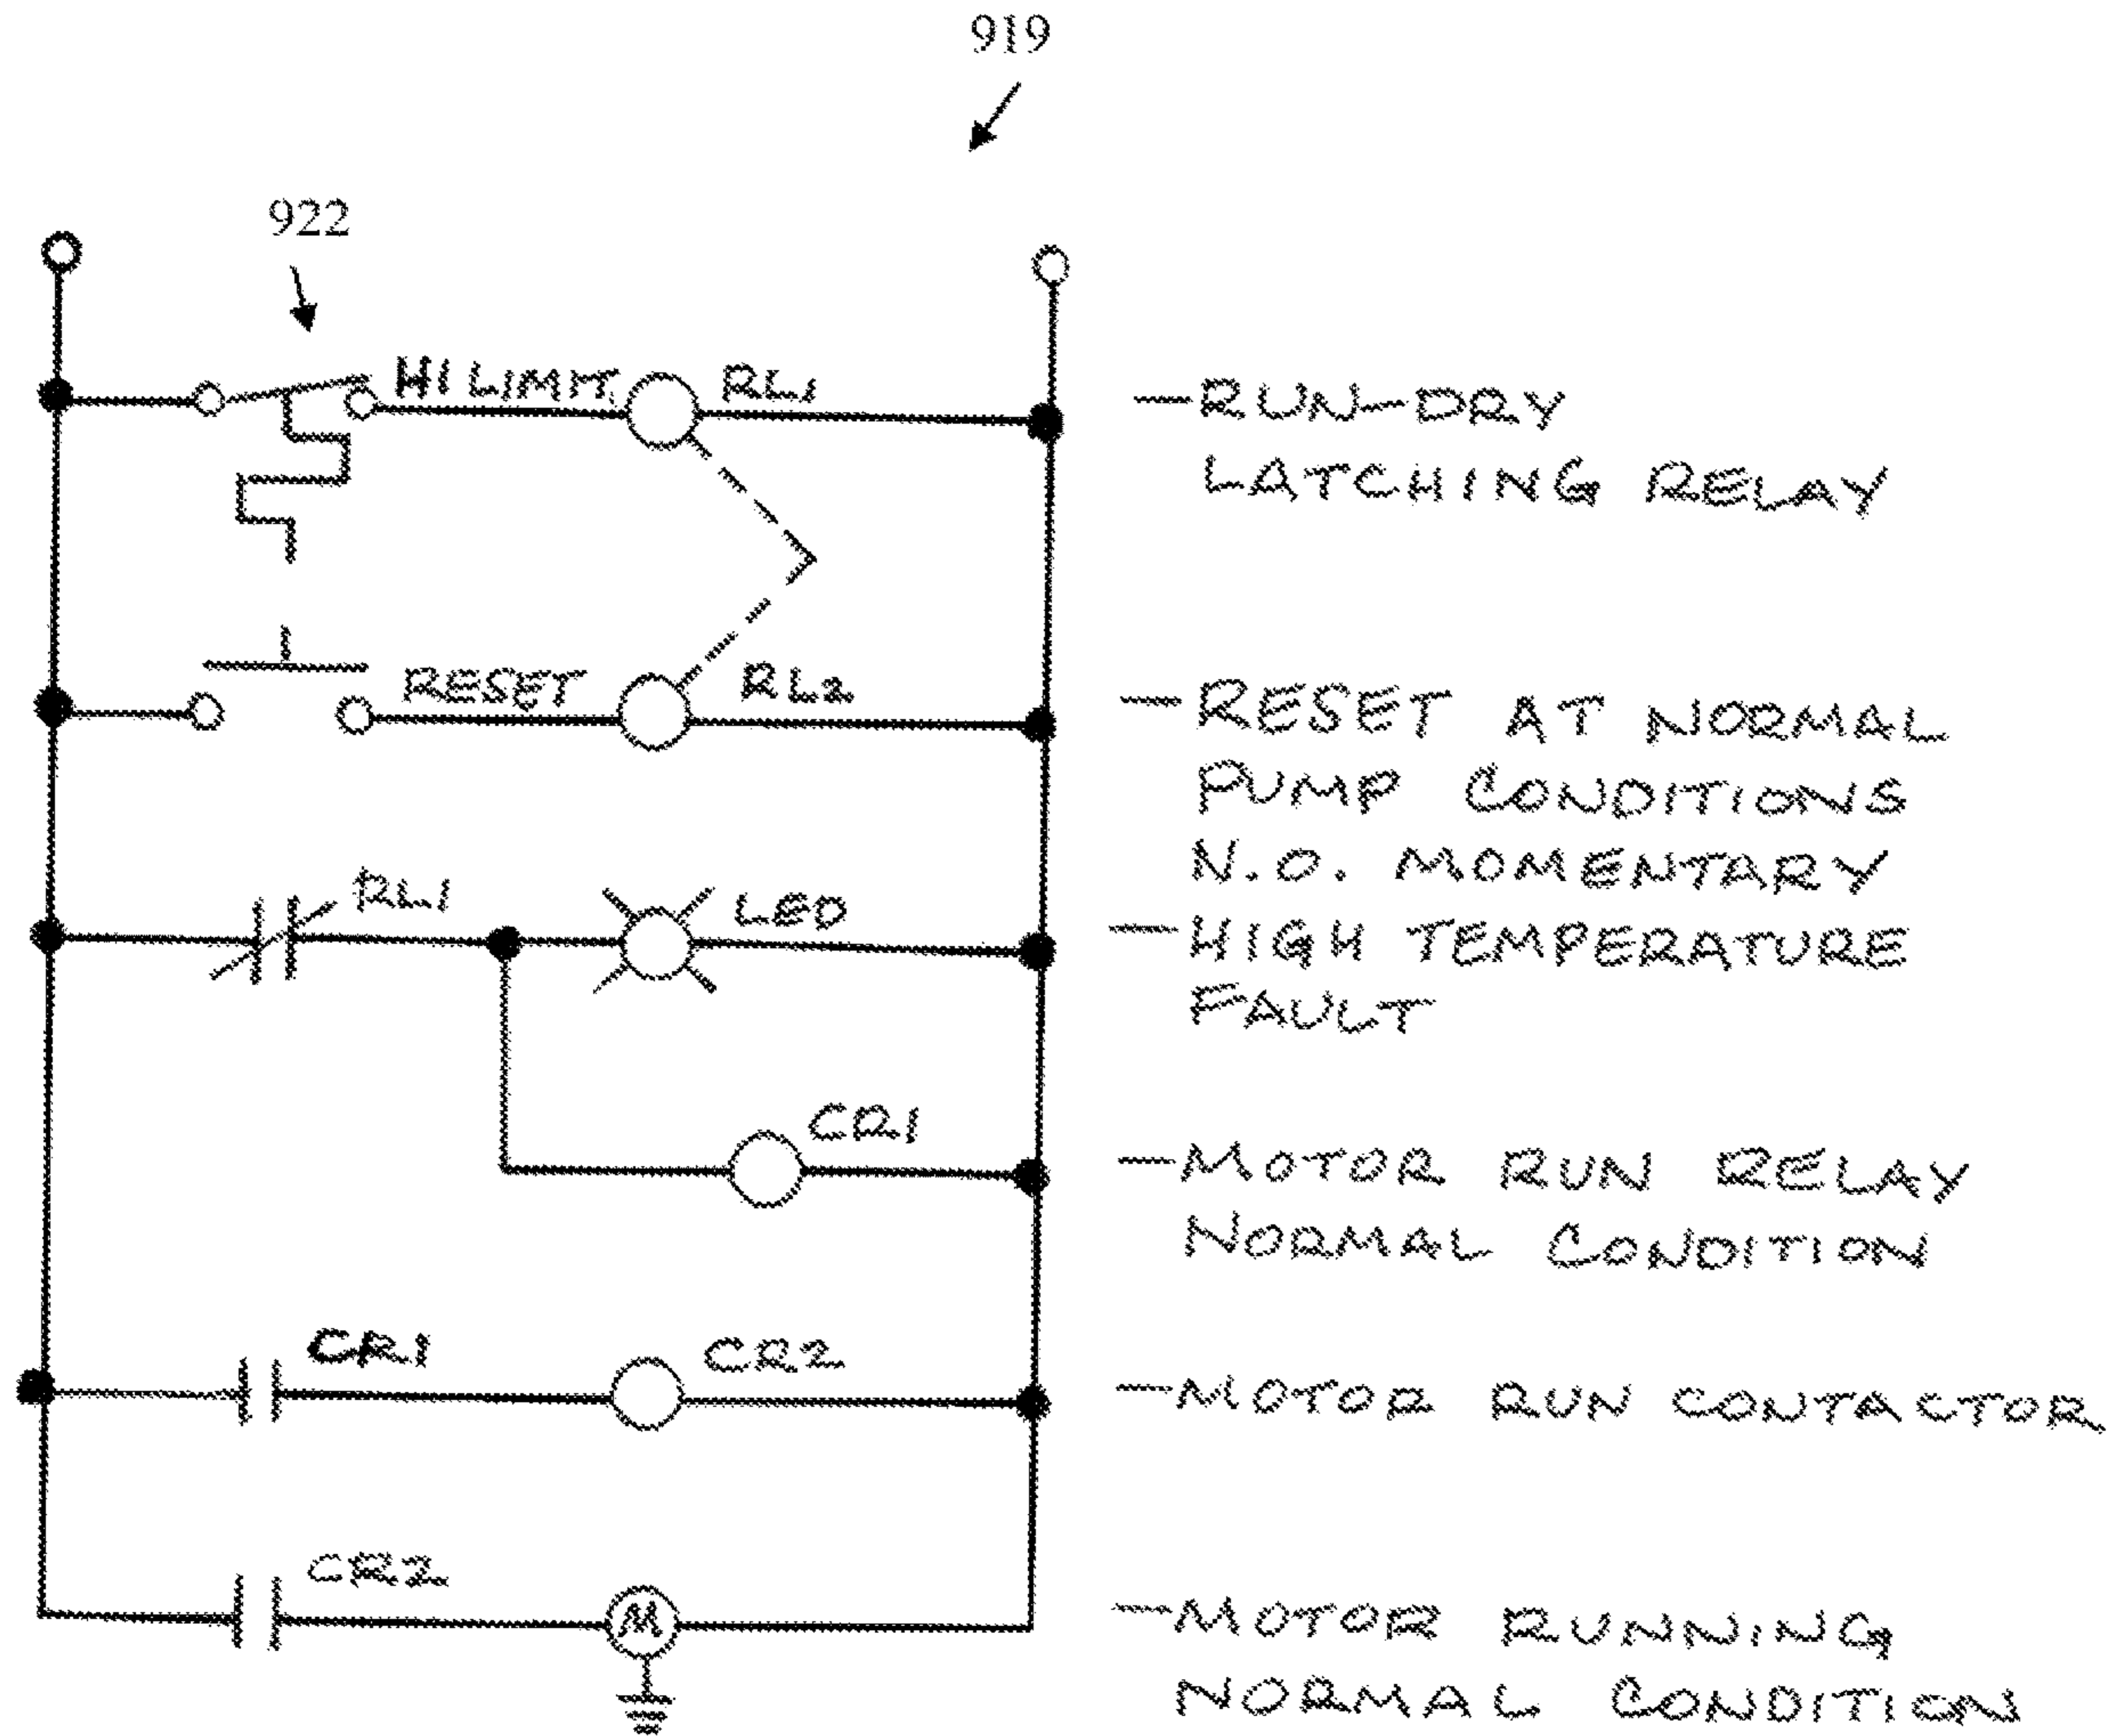 919
922
HI LIMIT
RL1
—RUN-DRY
LATCHING RELAY
RESET
RL2
—RESET AT NORMAL
PUMP CONDITIONS
N.O. MOMENTARY
RL1
LED
—HIGH TEMPERATURE
FAULT
CR1
—MOTOR RUN RELAY
NORMAL CONDITION
CR1
CR2
—MOTOR RUN CONTACTOR
CR2
M
—MOTOR RUNNING
NORMAL CONDITION